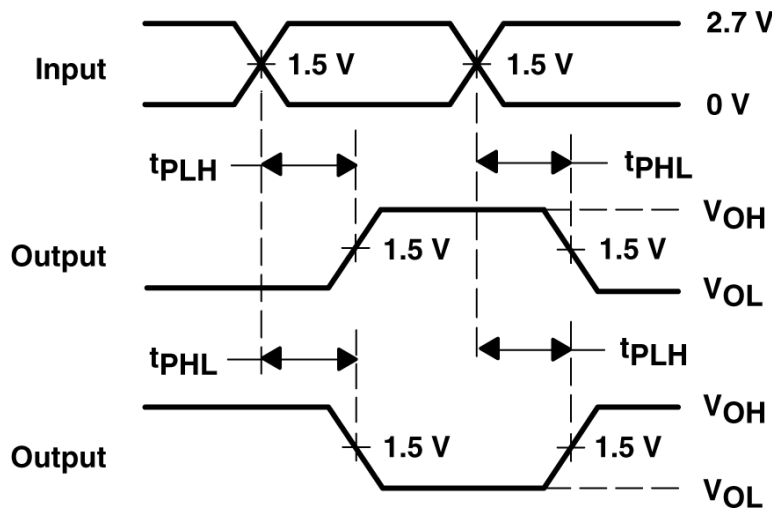 2.7 V
Input
1.5 V
1.5 V
0 V
tPLH
tPHL
VOH
Output
1.5 V
1.5 V
VOL
tPHL
tPLH
VOH
Output
1.5 V
1.5 V
VOL